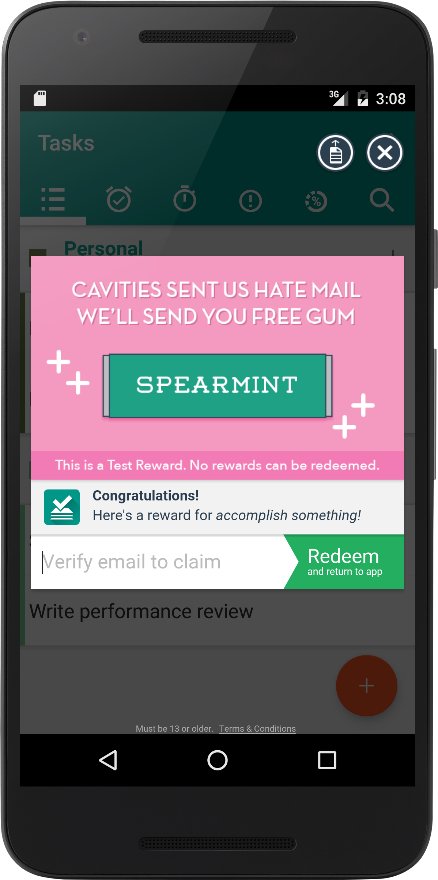 3G
3:08
Tasks
%
Personal
CAVITIES SENT US HATE MAIL
WE'LL SEND YOU FREE GUM
SPEARMINT
This is a Test Reward. No rewards can be redeemed.
Congratulations!
Here's a reward for accomplish something!
Verify email to claim
Redeem
and return to app
Write performance review
Must be 13 or older. Terms & Conditions